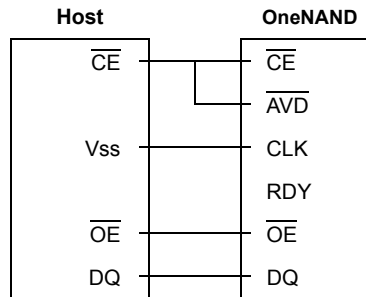 Host OneNAND
CE CE
AVD
Vss CLK
RDY
OE OE
DQ DQ